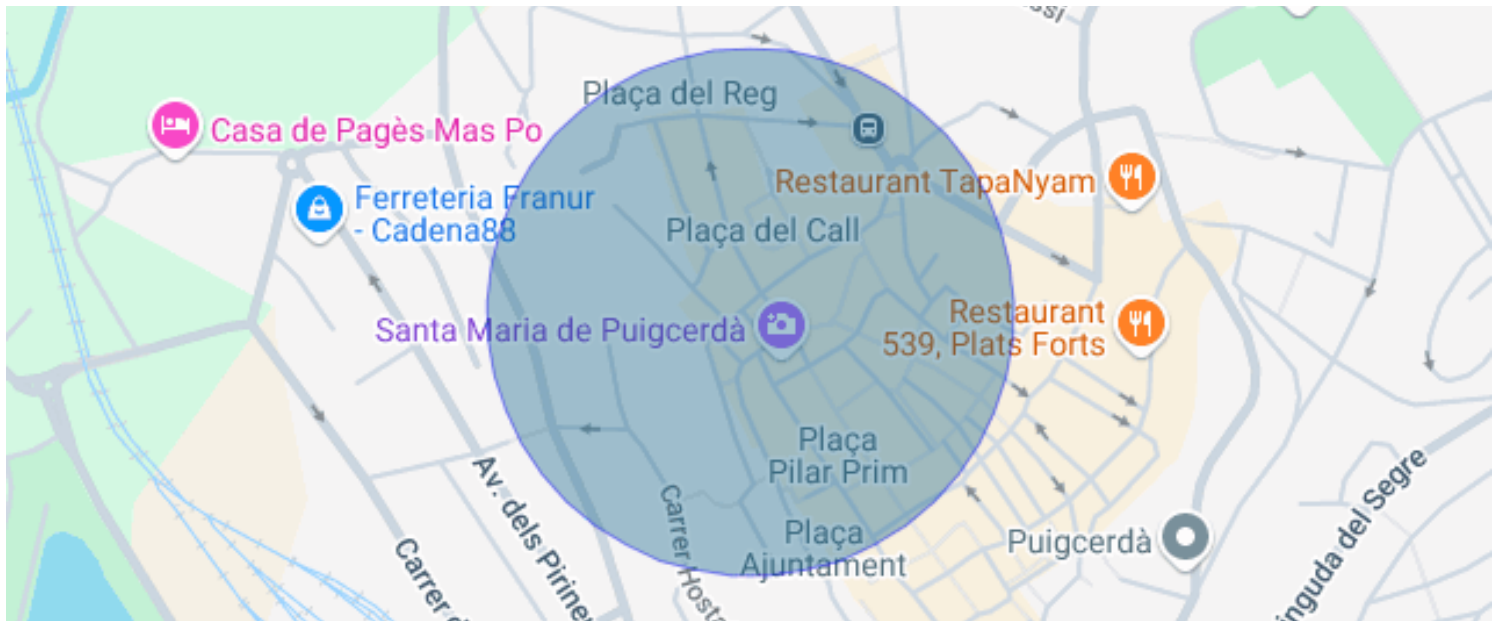 Plaça del Reg
Casa de Pagès Mas Po
Restaurant TapaNyam
Ferreteria Franur
- Cadena88
Plaça del Call
Santa Maria de Puigcerdà
Restaurant
539, Plats Forts
Plaça
Pilar Prim
Av. dels Pirine
Carrer Hosta
Plaça
Ajuntament
Puigcerdà
Carrer d
inguda del Segre